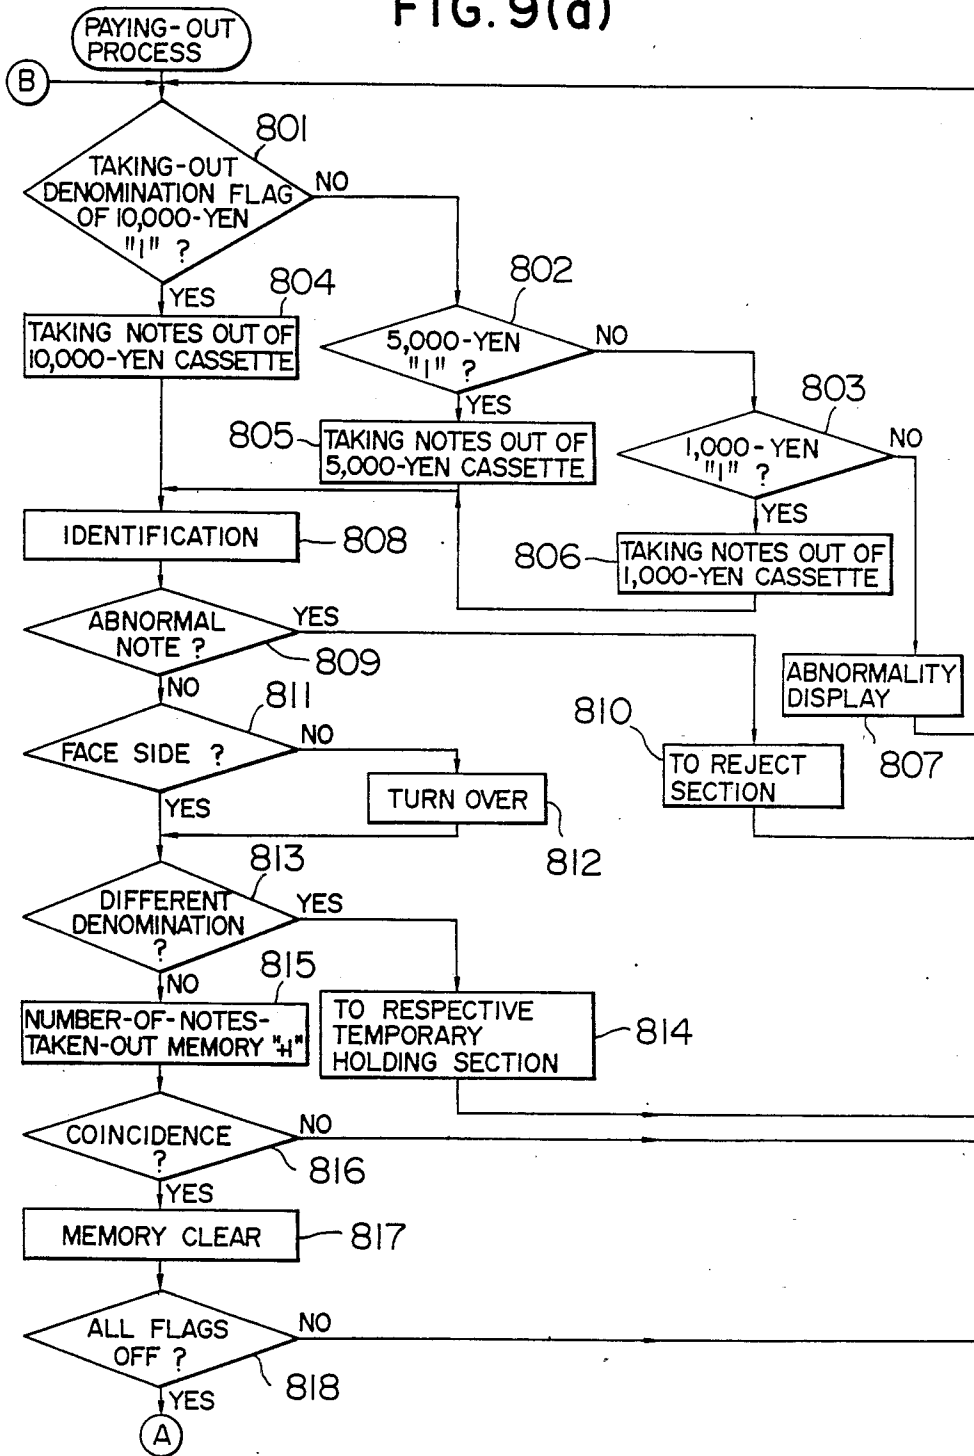 FIG. 9(a)
PAYING-OUT
PROCESS
B
801
TAKING-OUT
DENOMINATION FLAG
OF 10,000-YEN
"1" ?
NO
YES
804
TAKING NOTES OUT OF
10,000-YEN CASSETTE
802
5,000-YEN
"1" ?
NO
YES
805
TAKING NOTES OUT OF
5,000-YEN CASSETTE
803
1,000-YEN
"1" ?
NO
YES
806
TAKING NOTES OUT OF
1,000-YEN CASSETTE
IDENTIFICATION
808
ABNORMAL
NOTE ?
YES
809
NO
ABNORMALITY
DISPLAY
807
811
FACE SIDE ?
NO
YES
810
TO REJECT
SECTION
TURN OVER
812
813
DIFFERENT
DENOMINATION
?
YES
NO
815
NUMBER-OF-NOTES-
TAKEN-OUT MEMORY "+1"
TO RESPECTIVE
TEMPORARY
HOLDING SECTION
814
COINCIDENCE
?
NO
816
YES
MEMORY CLEAR
817
ALL FLAGS
OFF ?
NO
818
YES
A